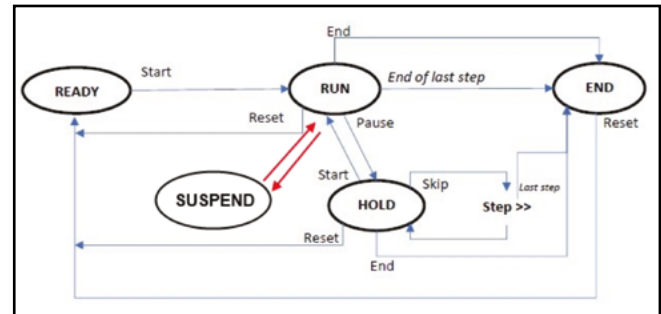 End
Start
READY
RUN
End of last step
END
Reset
Pause
Reset
Start
Skip
Last step
SUSPEND
HOLD
Step >>
Reset
End